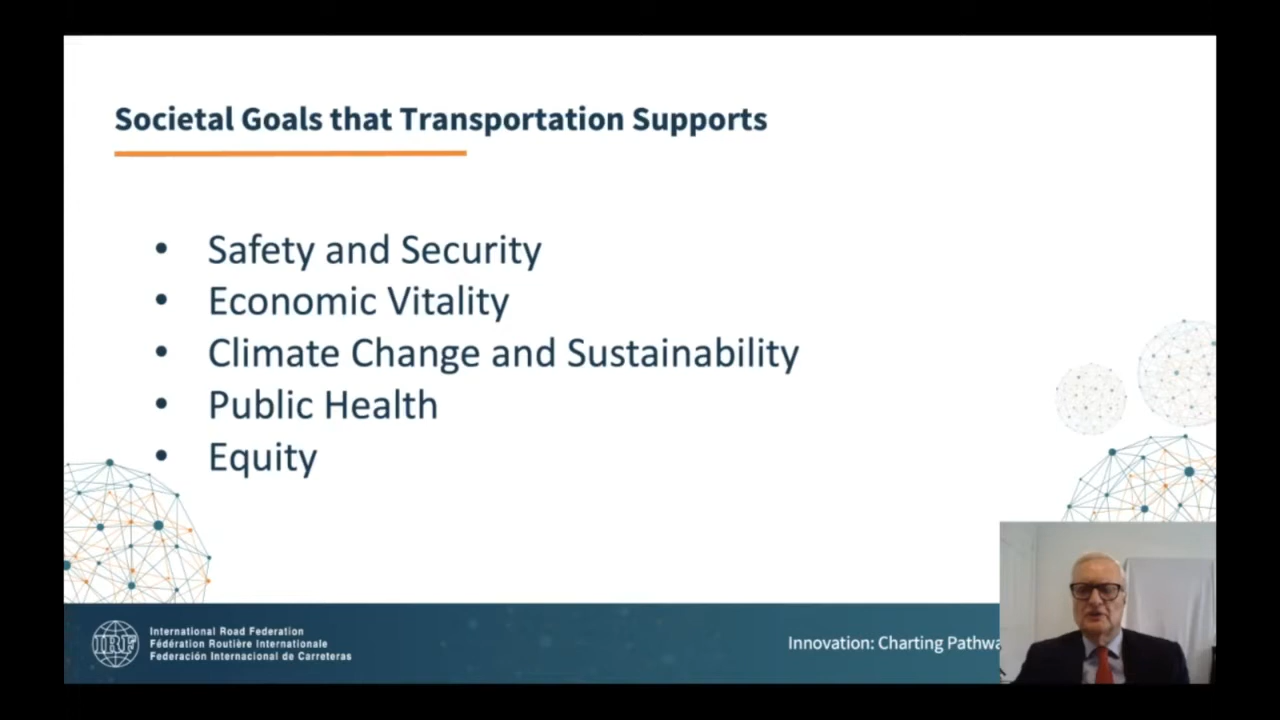 Societal Goals that Transportation Supports
• Safety and Security
• Economic Vitality
• Climate Change and Sustainability
• Public Health
• Equity
IRF
International Road Federation
Fédération Routière Internationale
Federación Internacional de Carreteras
Innovation: Charting